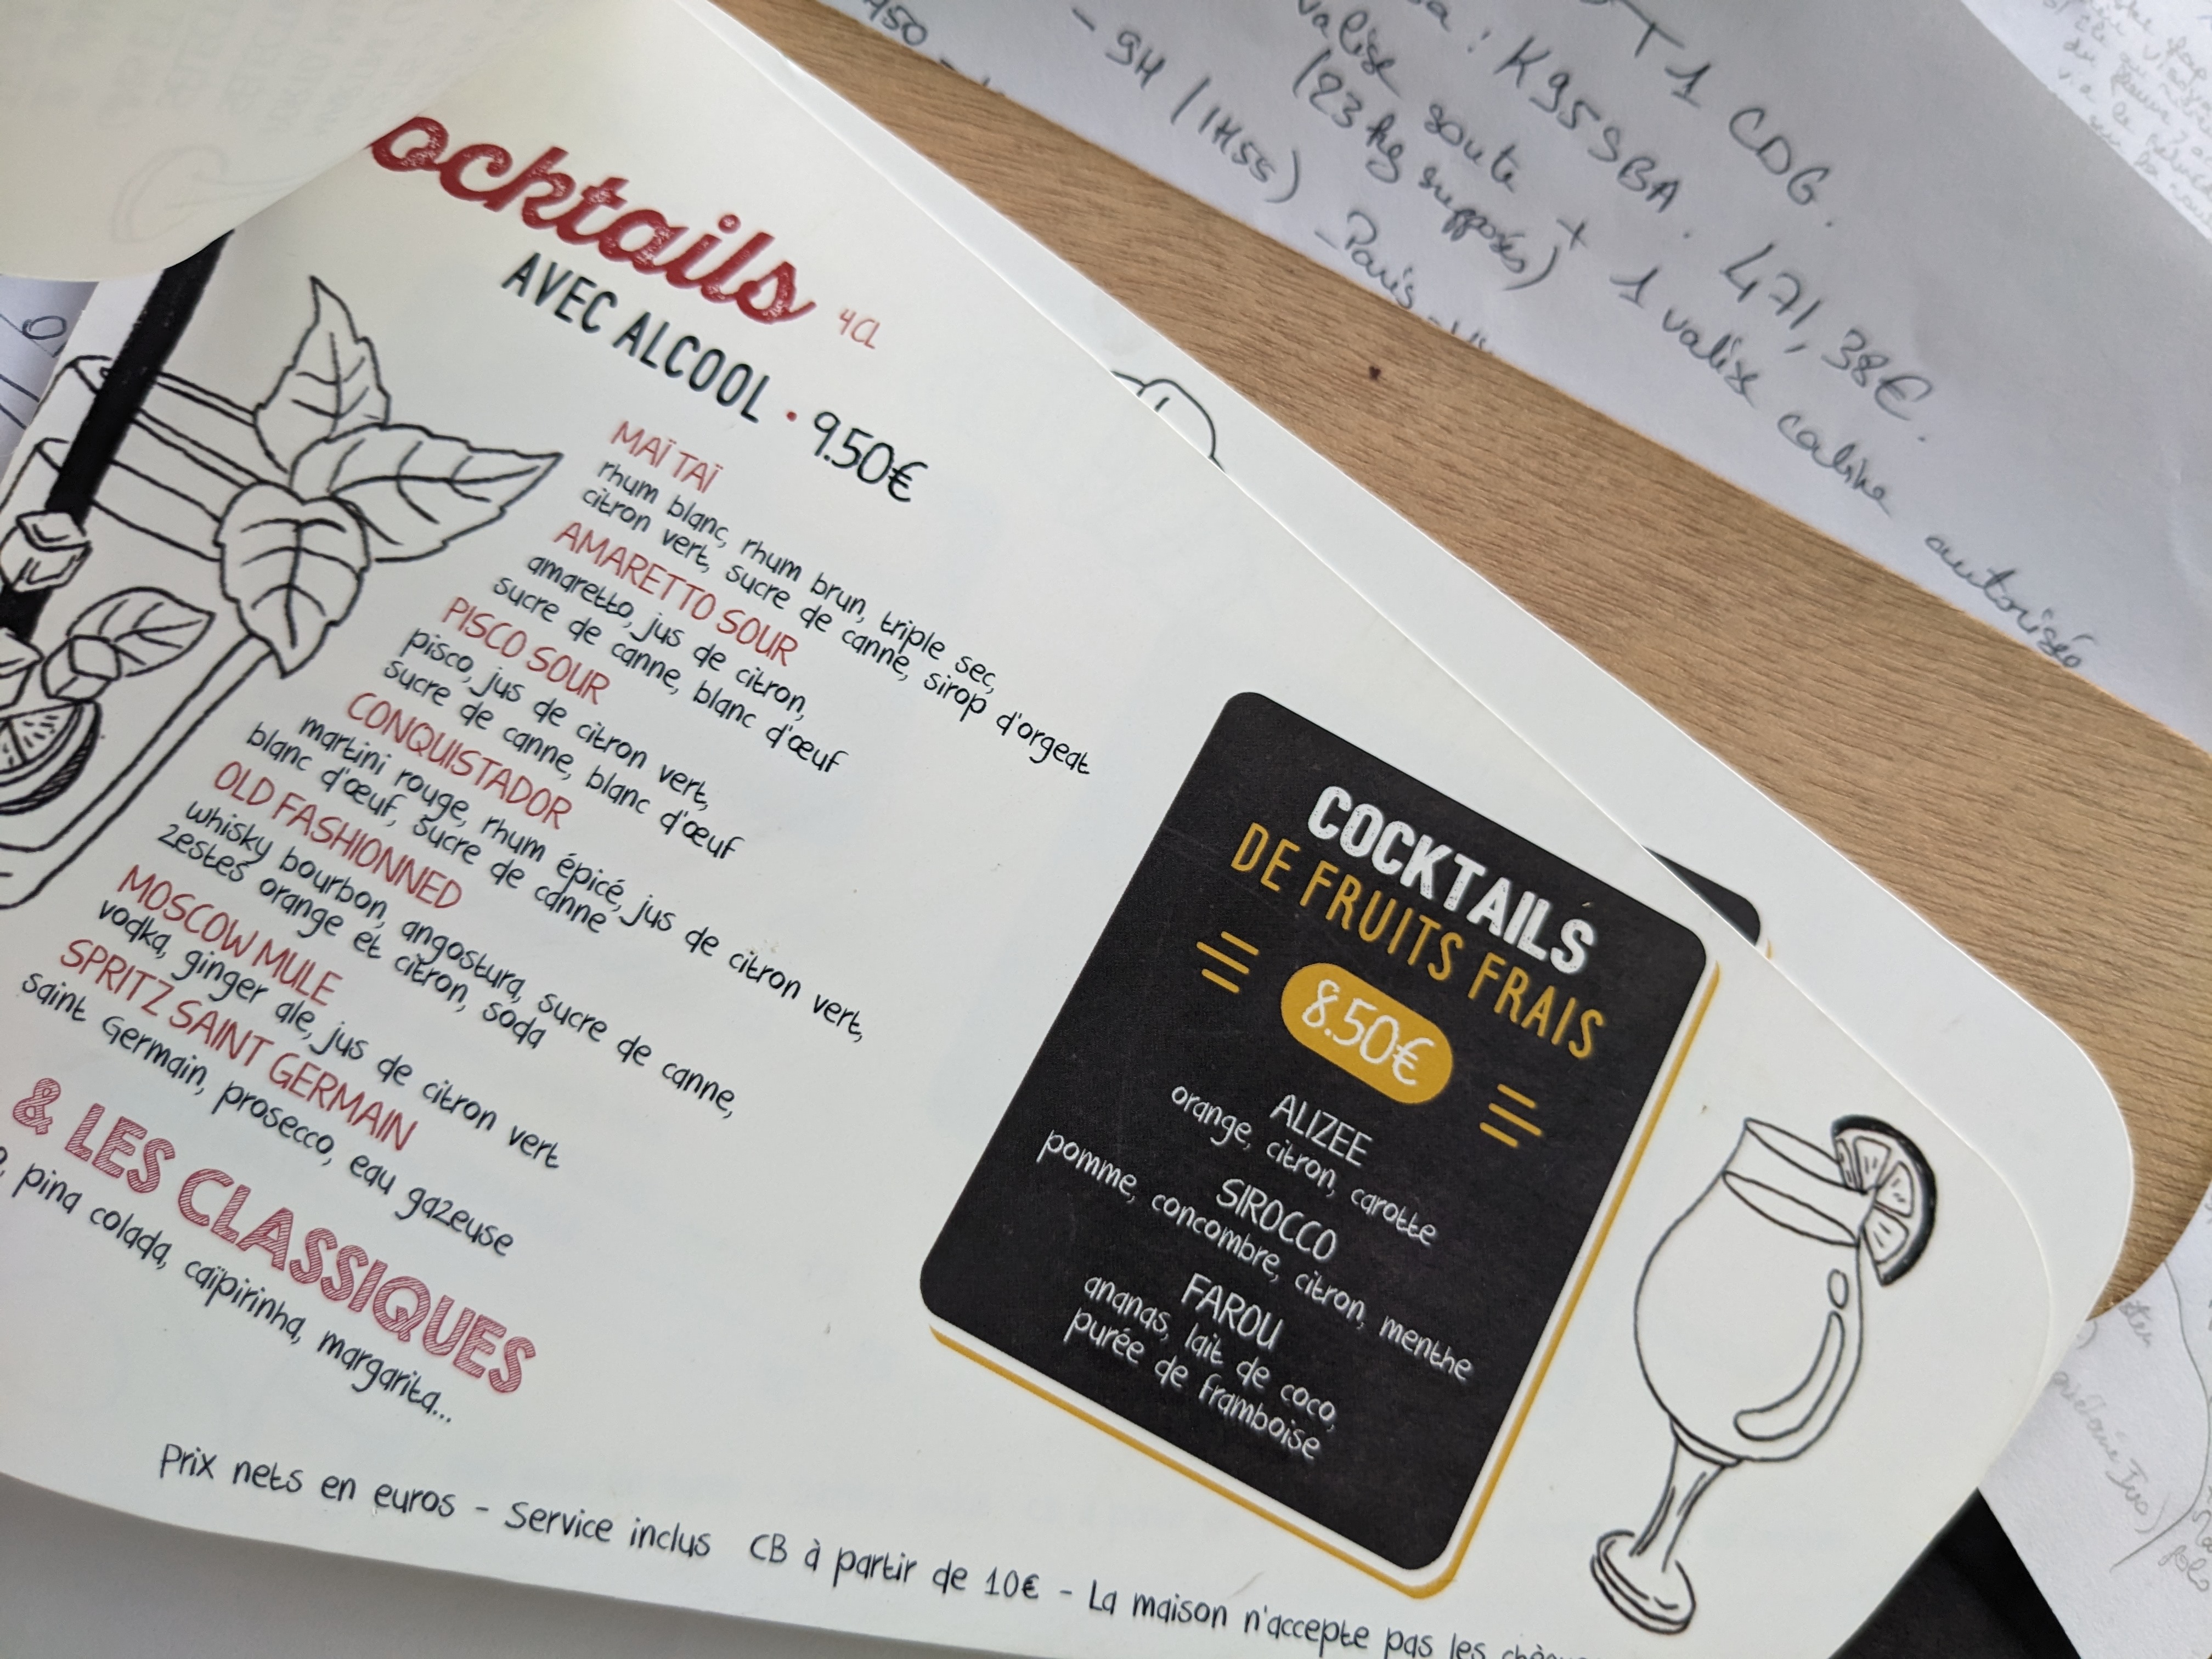 ocktails 4CL
AVEC ALCOOL • 9.50€
MAÏ TAÏ
rhum blanc, rhum brun, triple sec,
citron vert, sucre de canne, sirop d'orgeat
AMARETTO SOUR
amaretto, jus de citron,
sucre de canne, blanc d'œuf
PISCO SOUR
pisco, jus de citron vert,
sucre de canne, blanc d'œuf
CONQUISTADOR
martini rouge, rhum épicé, jus de citron vert,
blanc d'œuf, sucre de canne
OLD FASHIONNED
whisky bourbon, angostura, sucre de canne,
zestes orange et citron, soda
MOSCOW MULE
vodka, ginger ale, jus de citron vert
SPRITZ SAINT GERMAIN
saint Germain, prosecco, eau gazeuse
& LES CLASSIQUES
pina colada, caïpirinha, margarita...
Prix nets en euros - Service inclus CB à partir de 10€ - La maison n'accepte pas les
COCKTAILS
DE FRUITS FRAIS
8.50€
ALIZEE
orange, citron, carotte
SIROCCO
pomme, concombre, citron, menthe
FAROU
ananas, lait de coco,
purée de framboise
T1 CDG.
: K95SBA. 471,38€.
valise soute + 1 valise cabine autorisée
(23 kg supposés)
- 94 / 1H55) - Paris -